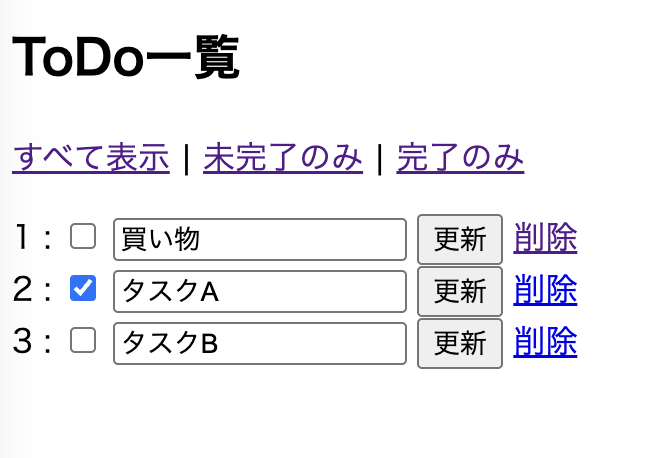 ToDo一覧
すべて表示 | 未完了のみ | 完了のみ
1 : 買い物 更新 削除
2 : タスクA 更新 削除
3 : タスクB 更新 削除